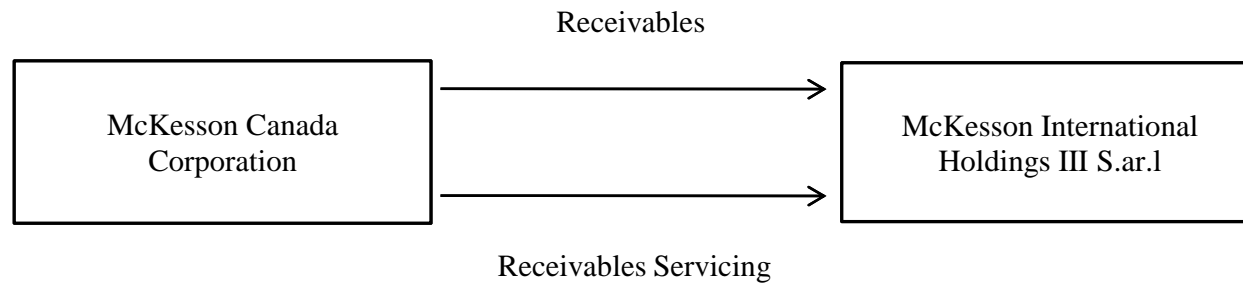 Receivables
McKesson Canada
Corporation
McKesson International
Holdings III S.ar.l
Receivables Servicing